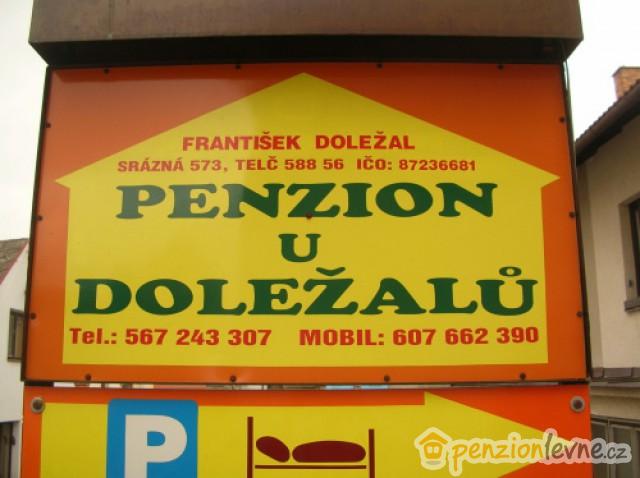 FRANTIŠEK DOLEŽAL
SRÁZNÁ 573, TELČ 588 56 IČO: 87236681
PENZION
U
DOLEŽALŮ
Tel.: 567 243 307 MOBIL: 607 662 390
P
penzionlevne.cz